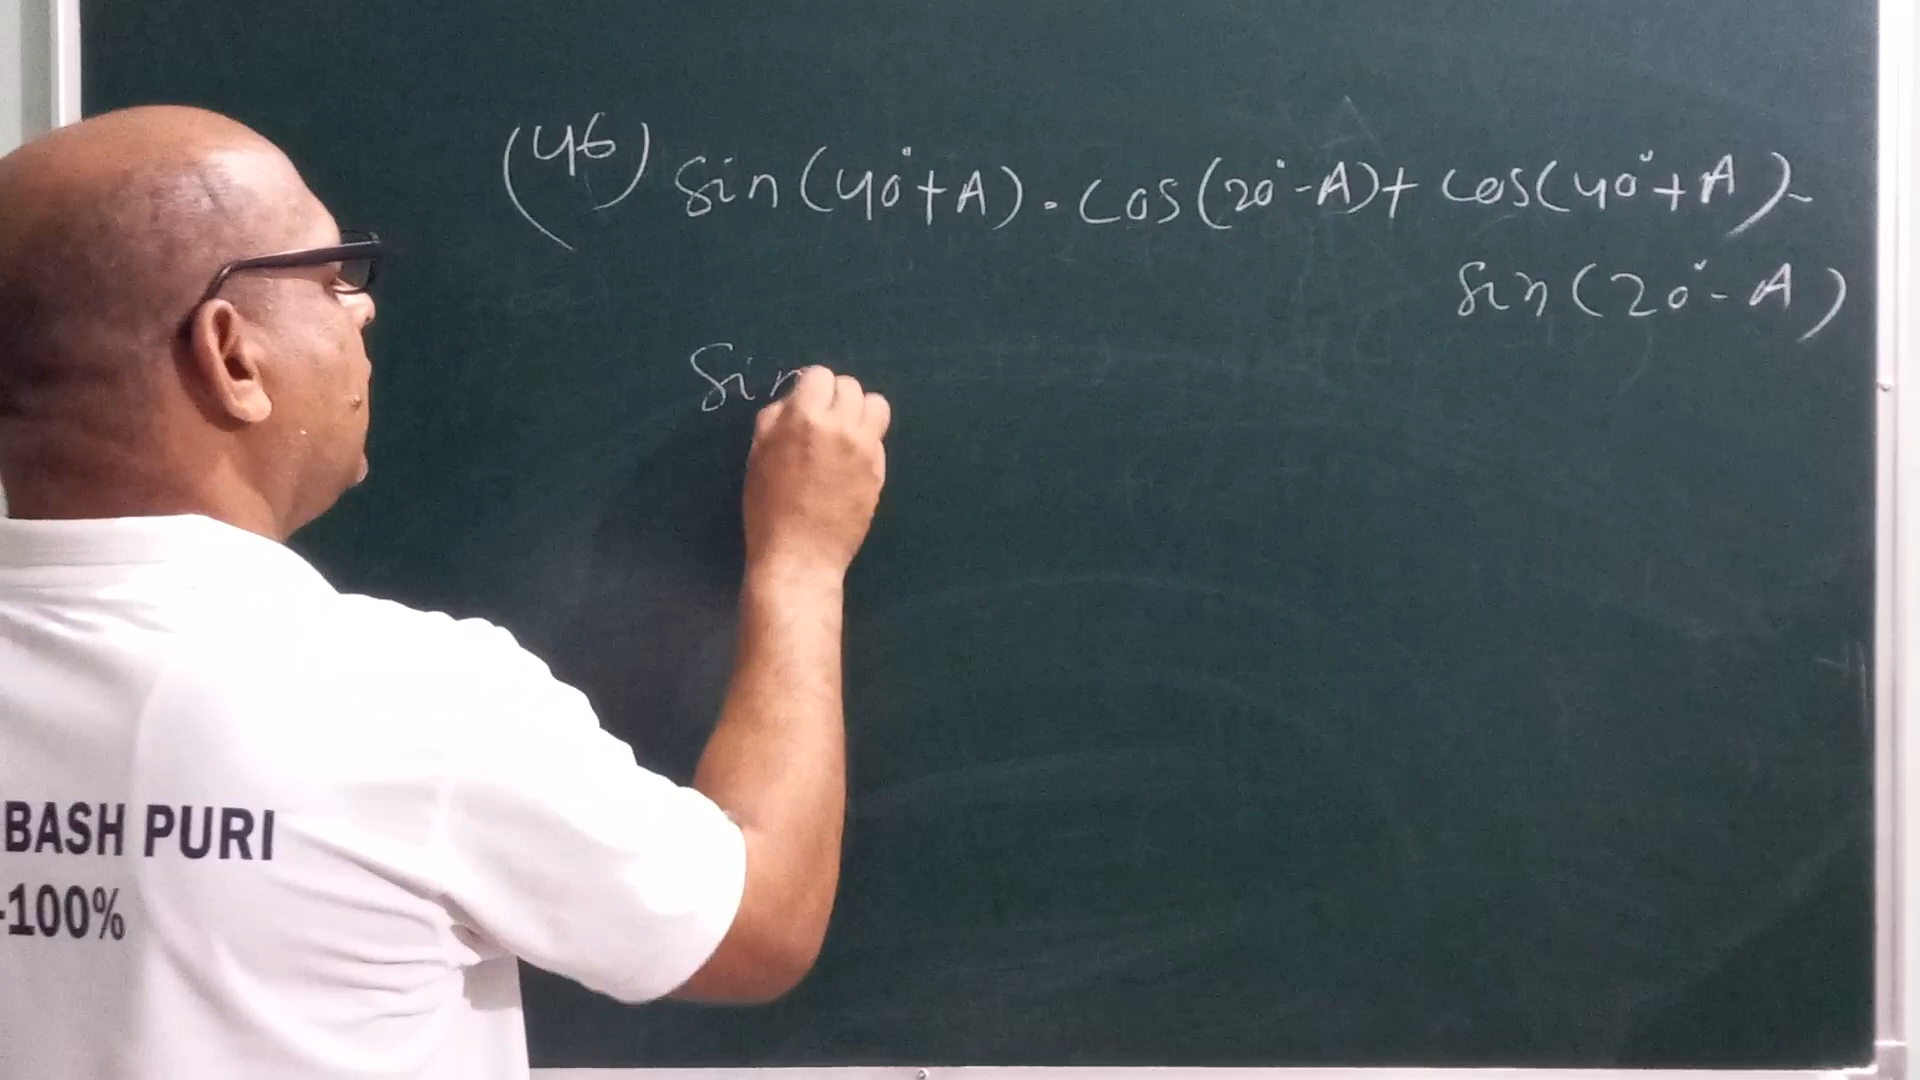 (46) Sin(40°+A) . Cos(20°-A)+ Cos(40°+A).
Sin(20°-A)
Sin
BASH PURI
-100%